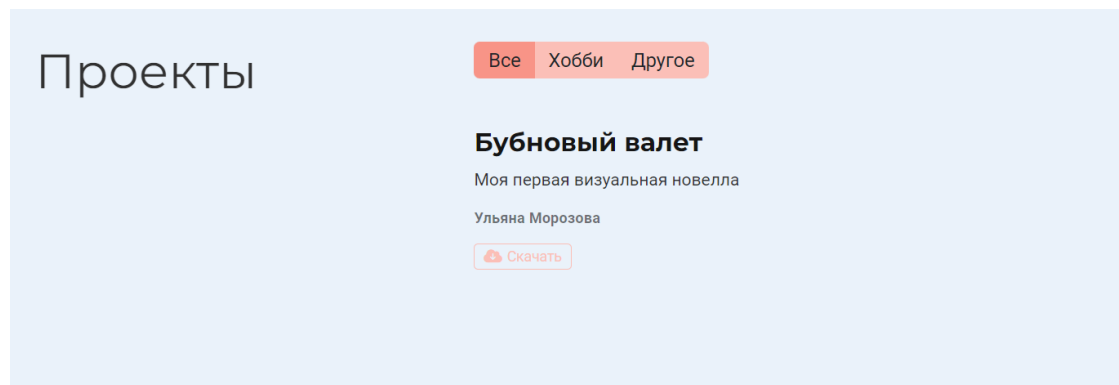 Проекты
Все Хобби Другое
Бубновый валет
Моя первая визуальная новелла
Ульяна Морозова
Скачать